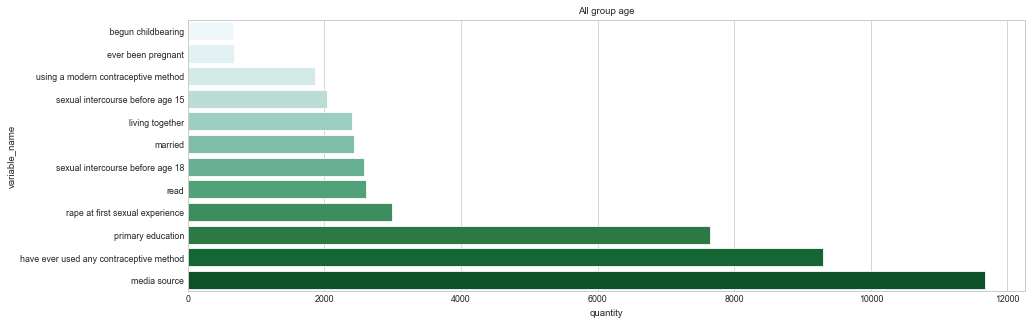 All group age
variable_name
begun childbearing
ever been pregnant
using a modern contraceptive method
sexual intercourse before age 15
living together
married
sexual intercourse before age 18
read
rape at first sexual experience
primary education
have ever used any contraceptive method
media source
0 2000 4000 6000 8000 10000 12000
quantity